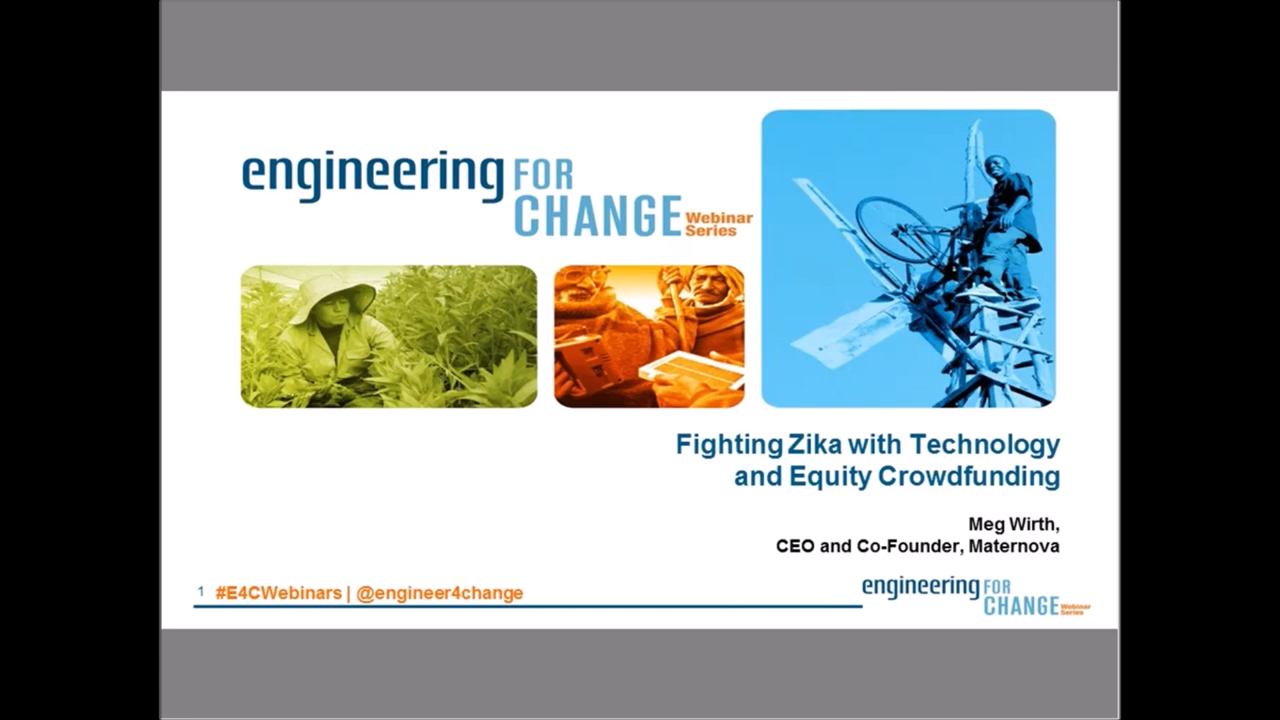 engineering FOR
CHANGE Webinar
Series
Fighting Zika with Technology
and Equity Crowdfunding
Meg Wirth,
CEO and Co-Founder, Maternova
1 #E4CWebinars | @engineer4change
engineering FOR
CHANGE Webinar
Series